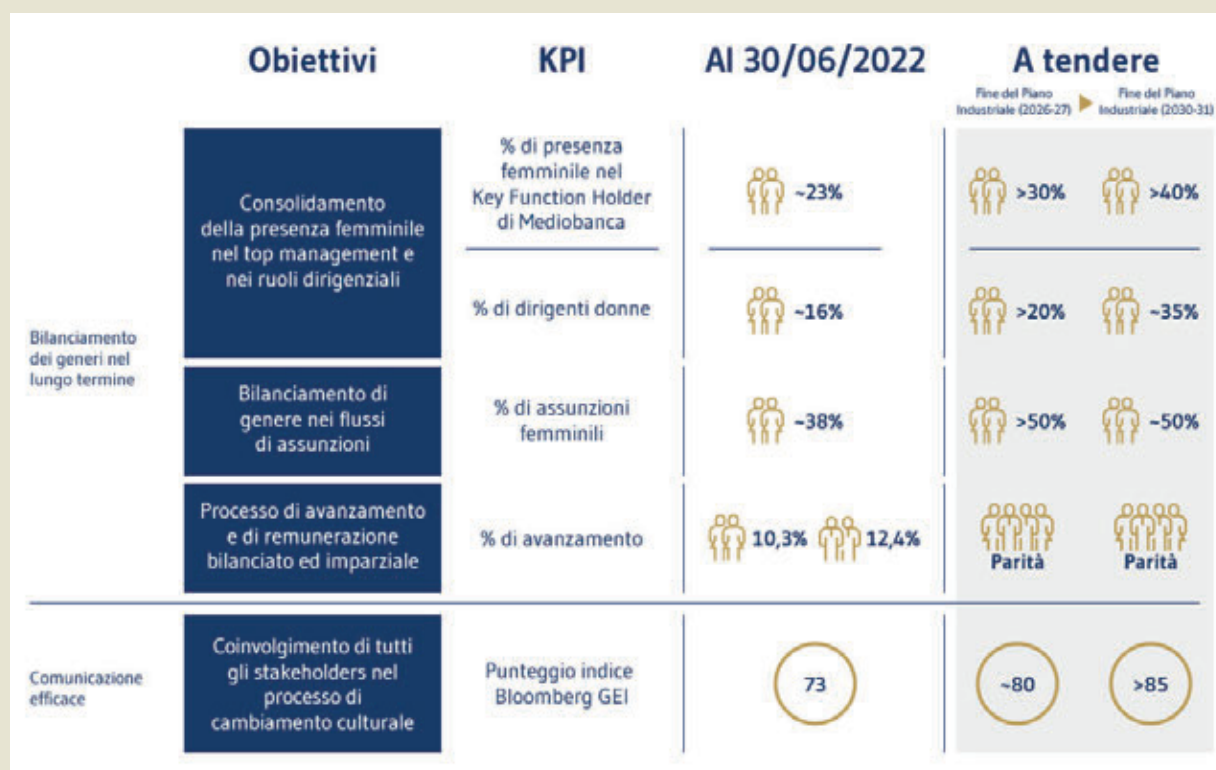 Obiettivi
KPI
Al 30/06/2022
A tendere
Fine del Piano
Industriale (2026-27)
Fine del Piano
Industriale (2030-31)
Bilanciamento
dei generi nel
lungo termine
Consolidamento
della presenza femminile
nel top management e
nei ruoli dirigenziali
% di presenza
femminile nel
Key Function Holder
di Mediobanca
~23%
>30%
>40%
% di dirigenti donne
~16%
>20%
~35%
Bilanciamento di
genere nei flussi
di assunzioni
% di assunzioni
femminili
~38%
>50%
~50%
Processo di avanzamento
e di remunerazione
bilanciato ed imparziale
% di avanzamento
10,3%
12,4%
Parità
Parità
Comunicazione
efficace
Coinvolgimento di tutti
gli stakeholders nel
processo di
cambiamento culturale
Punteggio indice
Bloomberg GEI
73
~80
>85